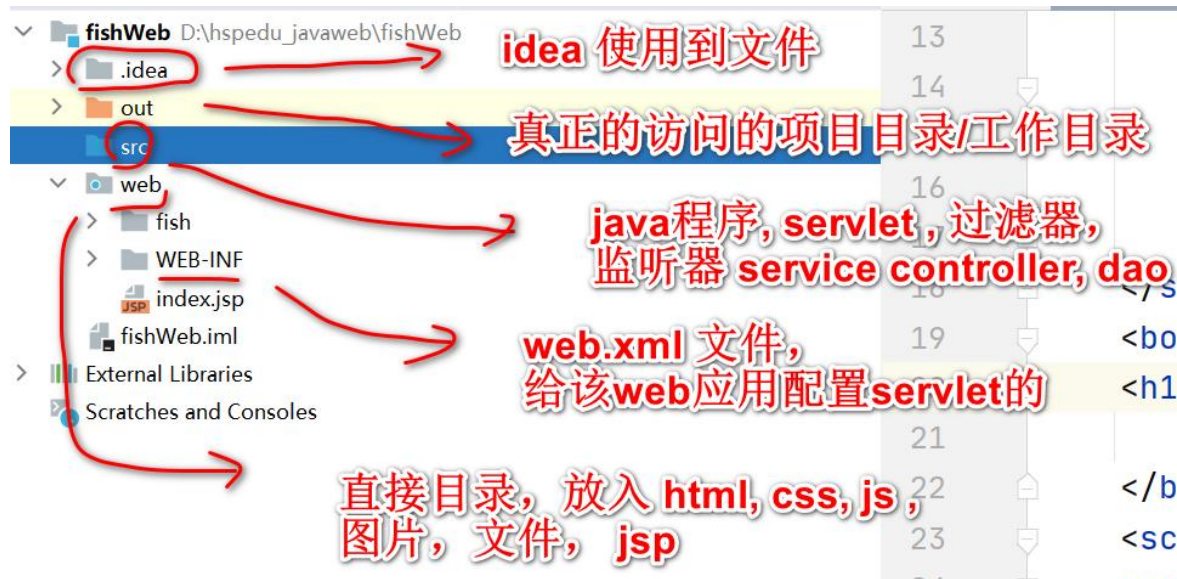 fishWeb D:\hspedu_javaweb\fishWeb
.idea
out
src
web
fish
WEB-INF
index.jsp
fishWeb.iml
External Libraries
Scratches and Consoles
idea 使用到文件
真正的访问的项目目录/工作目录
java程序, servlet , 过滤器，
监听器 service controller, dao
web.xml 文件，
给该web应用配置servlet的
直接目录，放入 html, css, js ,
图片，文件， jsp
13
14
16
18 </s
19 <bo
<h1
21
22 </b
23 <sc